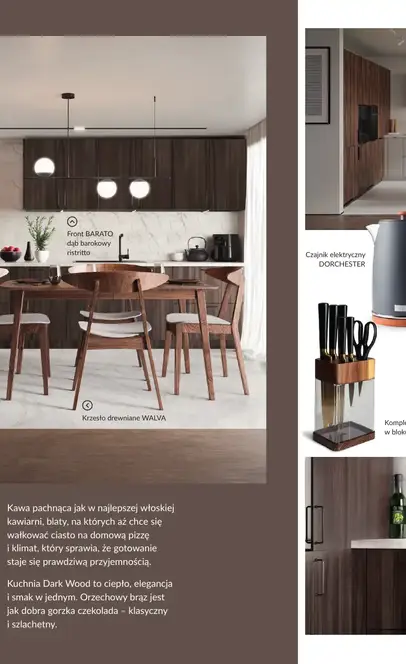 Front BARATO
dąb barokowy
ristritto
Krzesło drewniane WALVA
Kawa pachnąca jak w najlepszej włoskiej
kawiarni, blaty, na których aż chce się
wałkować ciasto na domową pizzę
i klimat, który sprawia, że gotowanie
staje się prawdziwą przyjemnością.
Kuchnia Dark Wood to ciepło, elegancja
i smak w jednym. Orzechowy brąz jest
jak dobra gorzka czekolada – klasyczny
i szlachetny.
Czajnik elektryczny
DORCHESTER
w bloku